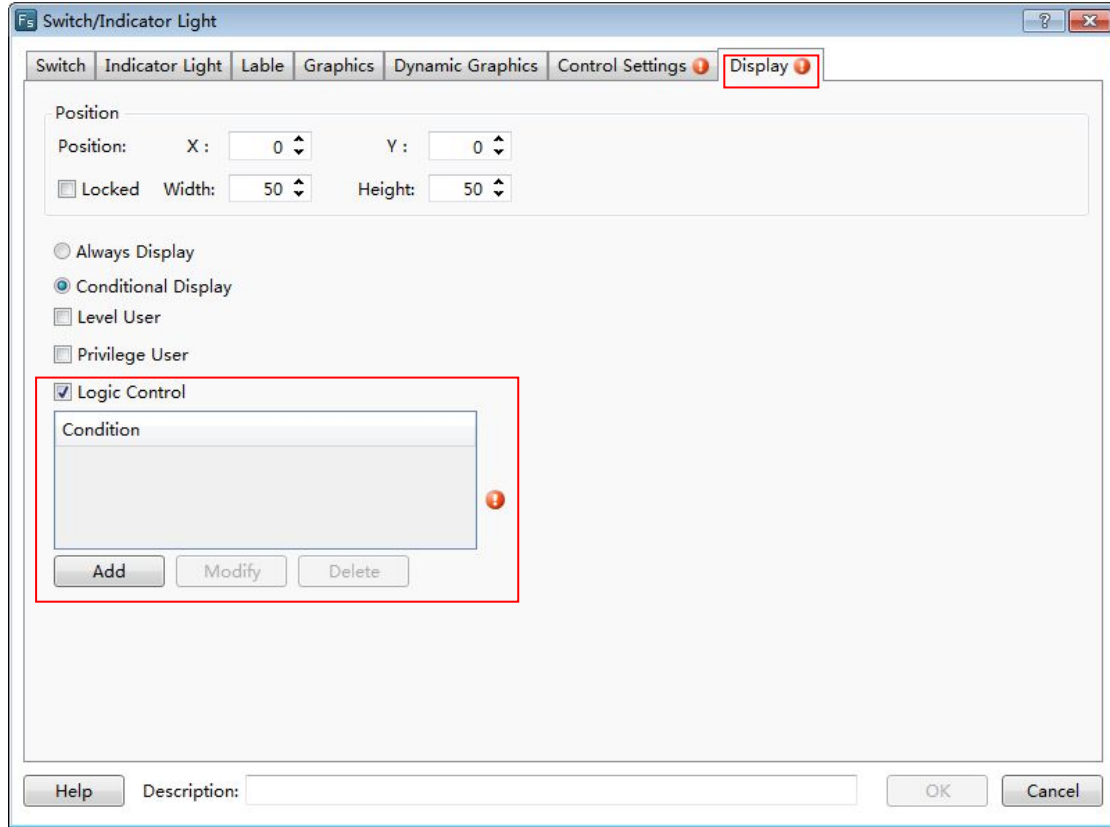 Fs Switch/Indicator Light ?
Switch Indicator Light Lable Graphics Dynamic Graphics Control Settings ! Display !
Position
Position: X : 0 Y : 0
Locked Width: 50 Height: 50
Always Display
Conditional Display
Level User
Privilege User
Logic Control
Condition
!
Add Modify Delete
Help Description: OK Cancel